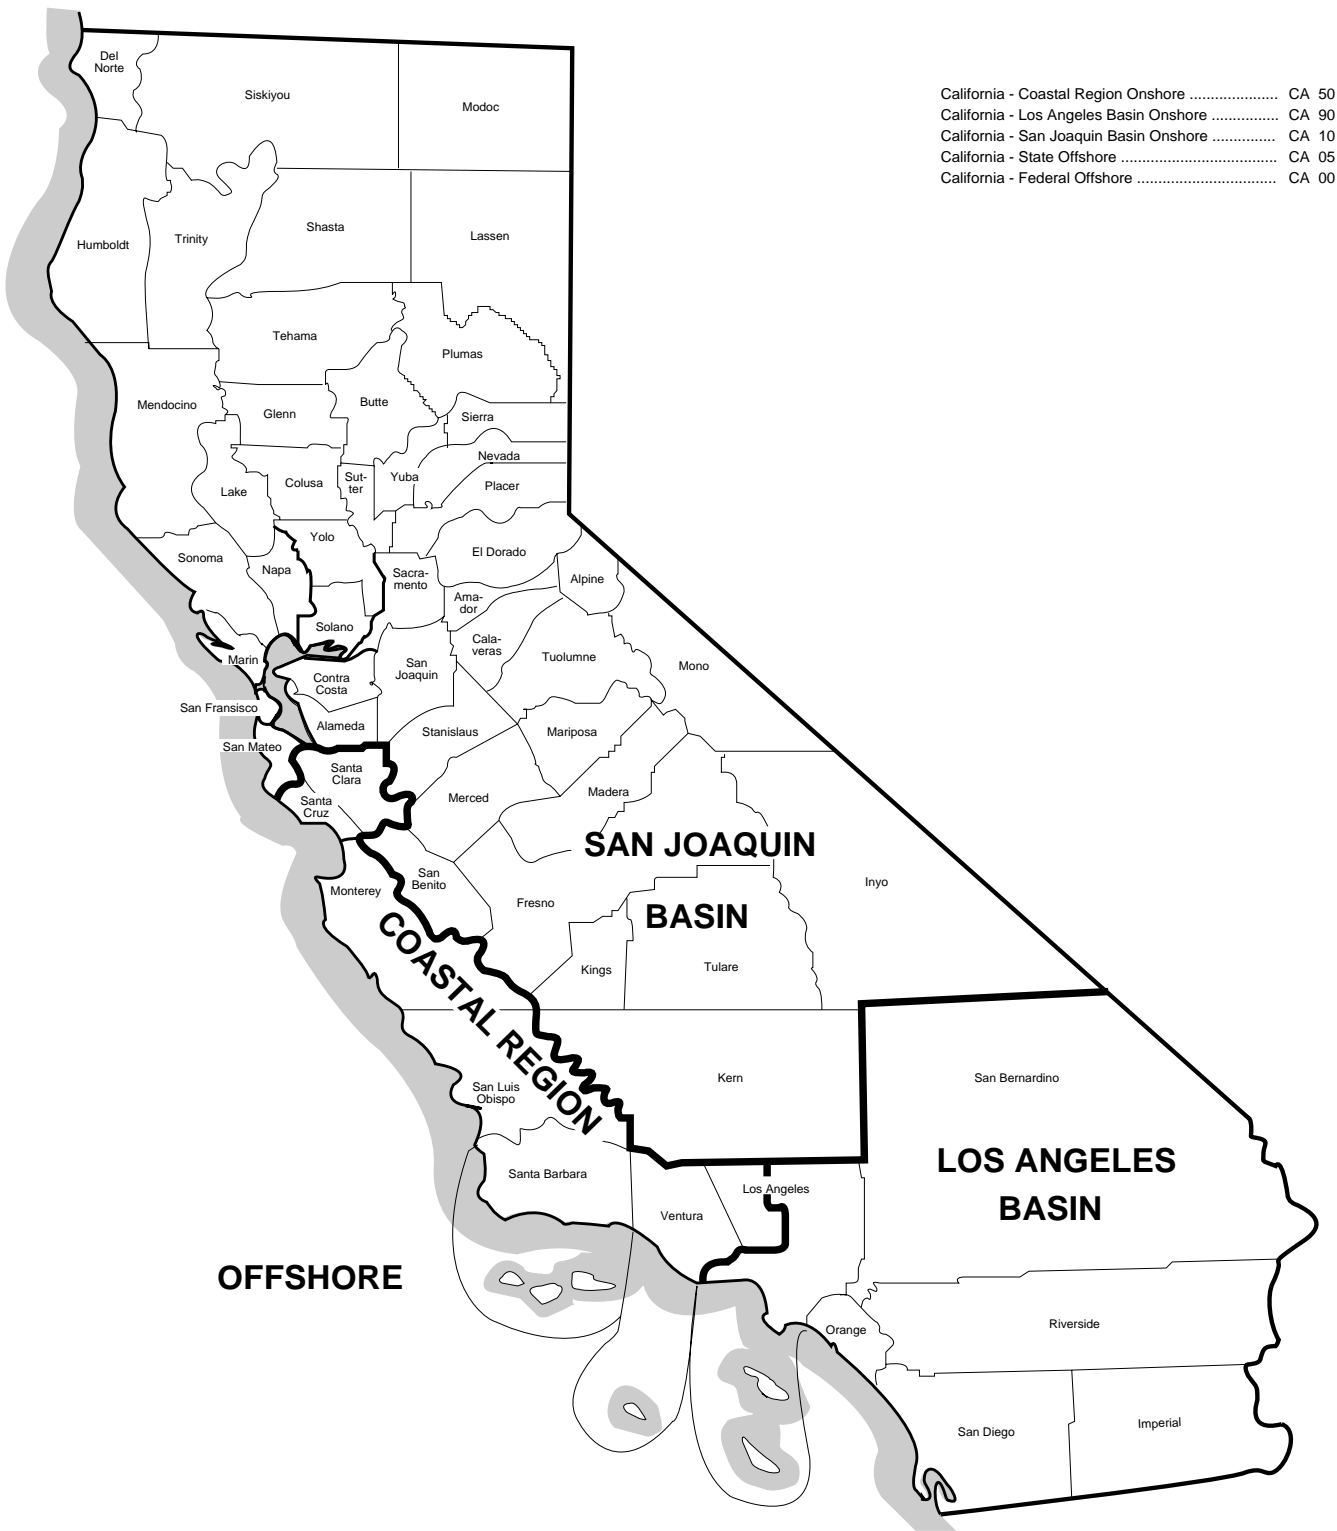 Del
Norte
Siskiyou
Modoc
California - Coastal Region Onshore ..................... CA 50
California - Los Angeles Basin Onshore ................ CA 90
California - San Joaquin Basin Onshore ............... CA 10
California - State Offshore ..................................... CA 05
California - Federal Offshore ................................. CA 00
Humboldt
Trinity
Shasta
Lassen
Tehama
Plumas
Mendocino
Glenn
Butte
Sierra
Nevada
Lake
Colusa
Sut-
ter
Yuba
Placer
Sonoma
Napa
Yolo
Sacra-
mento
El Dorado
Alpine
Ama-
dor
Solano
Cala-
veras
Tuolumne
Mono
Marin
Contra
Costa
San
Joaquin
San Fransisco
Alameda
Stanislaus
Mariposa
San Mateo
Santa
Clara
Santa
Cruz
Merced
Madera
SAN JOAQUIN
BASIN
San
Benito
Monterey
Fresno
Inyo
Kings
Tulare
COASTAL REGION
San Luis
Obispo
Kern
San Bernardino
LOS ANGELES
BASIN
Santa Barbara
Los Angeles
Ventura
OFFSHORE
Orange
Riverside
San Diego
Imperial